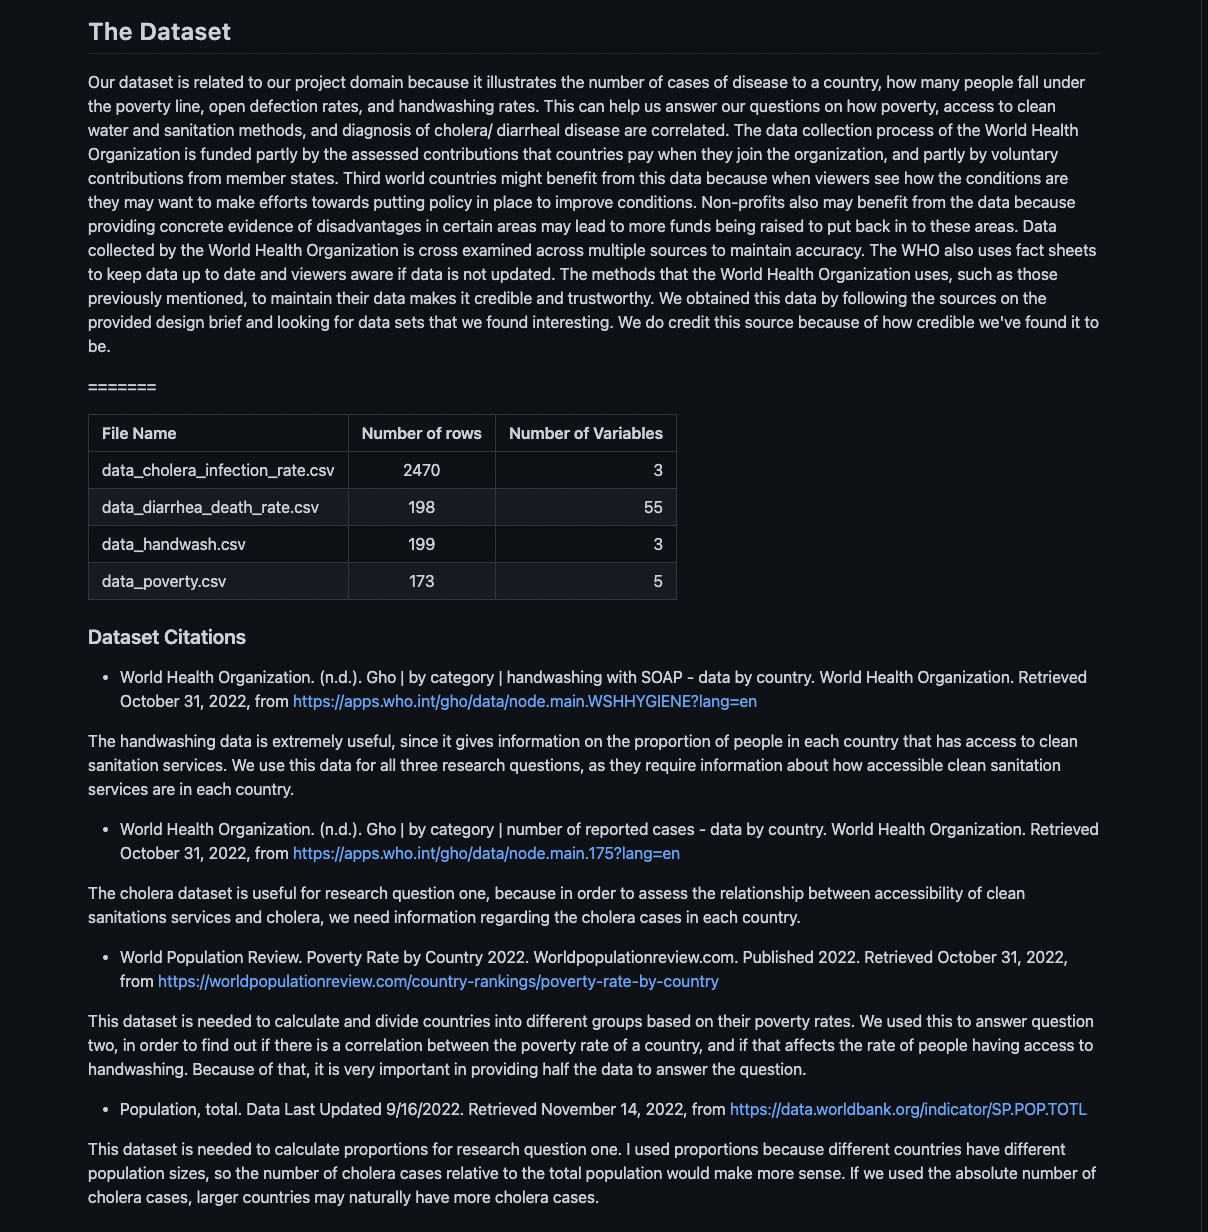 The Dataset
Our dataset is related to our project domain because it illustrates the number of cases of disease to a country, how many people fall under
the poverty line, open defection rates, and handwashing rates. This can help us answer our questions on how poverty, access to clean
water and sanitation methods, and diagnosis of cholera/ diarrheal disease are correlated. The data collection process of the World Health
Organization is funded partly by the assessed contributions that countries pay when they join the organization, and partly by voluntary
contributions from member states. Third world countries might benefit from this data because when viewers see how the conditions are
they may want to make efforts towards putting policy in place to improve conditions. Non-profits also may benefit from the data because
providing concrete evidence of disadvantages in certain areas may lead to more funds being raised to put back in to these areas. Data
collected by the World Health Organization is cross examined across multiple sources to maintain accuracy. The WHO also uses fact sheets
to keep data up to date and viewers aware if data is not updated. The methods that the World Health Organization uses, such as those
previously mentioned, to maintain their data makes it credible and trustworthy. We obtained this data by following the sources on the
provided design brief and looking for data sets that we found interesting. We do credit this source because of how credible we've found it to
be.
=======
File Name Number of rows Number of Variables
data_cholera_infection_rate.csv 2470 3
data_diarrhea_death_rate.csv 198 55
data_handwash.csv 199 3
data_poverty.csv 173 5
Dataset Citations
• World Health Organization. (n.d.). Gho | by category | handwashing with SOAP - data by country. World Health Organization. Retrieved
October 31, 2022, from https://apps.who.int/gho/data/node.main.WSHHYGIENE?lang=en
The handwashing data is extremely useful, since it gives information on the proportion of people in each country that has access to clean
sanitation services. We use this data for all three research questions, as they require information about how accessible clean sanitation
services are in each country.
• World Health Organization. (n.d.). Gho | by category | number of reported cases - data by country. World Health Organization. Retrieved
October 31, 2022, from https://apps.who.int/gho/data/node.main.175?lang=en
The cholera dataset is useful for research question one, because in order to assess the relationship between accessibility of clean
sanitations services and cholera, we need information regarding the cholera cases in each country.
• World Population Review. Poverty Rate by Country 2022. Worldpopulationreview.com. Published 2022. Retrieved October 31, 2022,
from https://worldpopulationreview.com/country-rankings/poverty-rate-by-country
This dataset is needed to calculate and divide countries into different groups based on their poverty rates. We used this to answer question
two, in order to find out if there is a correlation between the poverty rate of a country, and if that affects the rate of people having access to
handwashing. Because of that, it is very important in providing half the data to answer the question.
• Population, total. Data Last Updated 9/16/2022. Retrieved November 14, 2022, from https://data.worldbank.org/indicator/SP.POP.TOTL
This dataset is needed to calculate proportions for research question one. I used proportions because different countries have different
population sizes, so the number of cholera cases relative to the total population would make more sense. If we used the absolute number of
cholera cases, larger countries may naturally have more cholera cases.